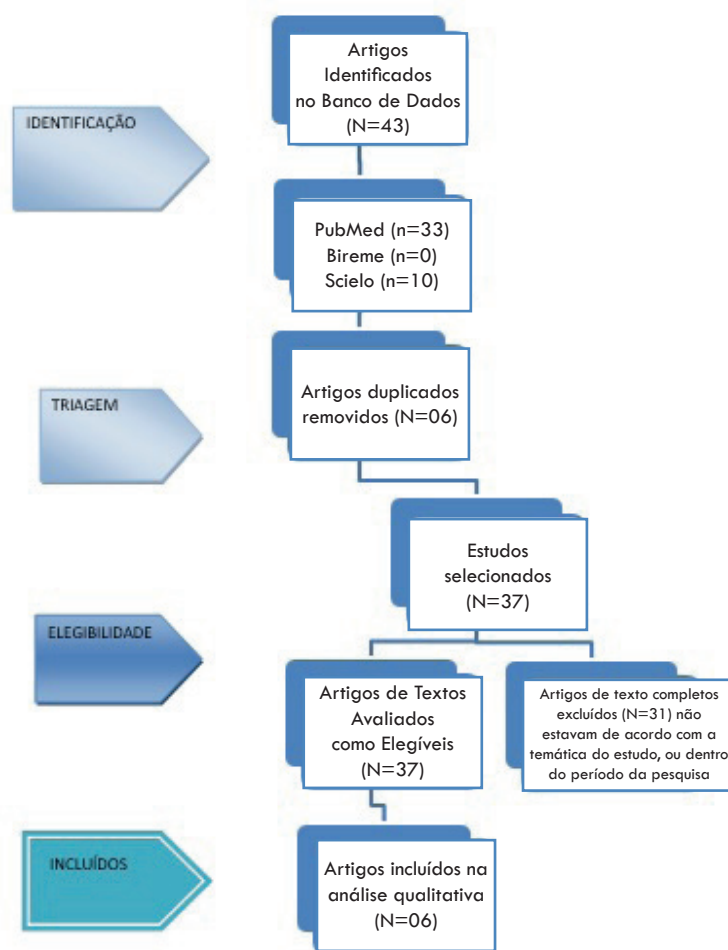 IDENTIFICAÇÃO
Artigos
Identificados
no Banco de Dados
(N=43)
PubMed (n=33)
Bireme (n=0)
Scielo (n=10)
TRIAGEM
Artigos duplicados
removidos (N=06)
Estudos
selecionados
(N=37)
ELEGIBILIDADE
Artigos de Textos
Avaliados
como Elegíveis
(N=37)
Artigos de texto completos
excluídos (N=31) não
estavam de acordo com a
temática do estudo, ou dentro
do período da pesquisa
INCLUÍDOS
Artigos incluídos na
análise qualitativa
(N=06)